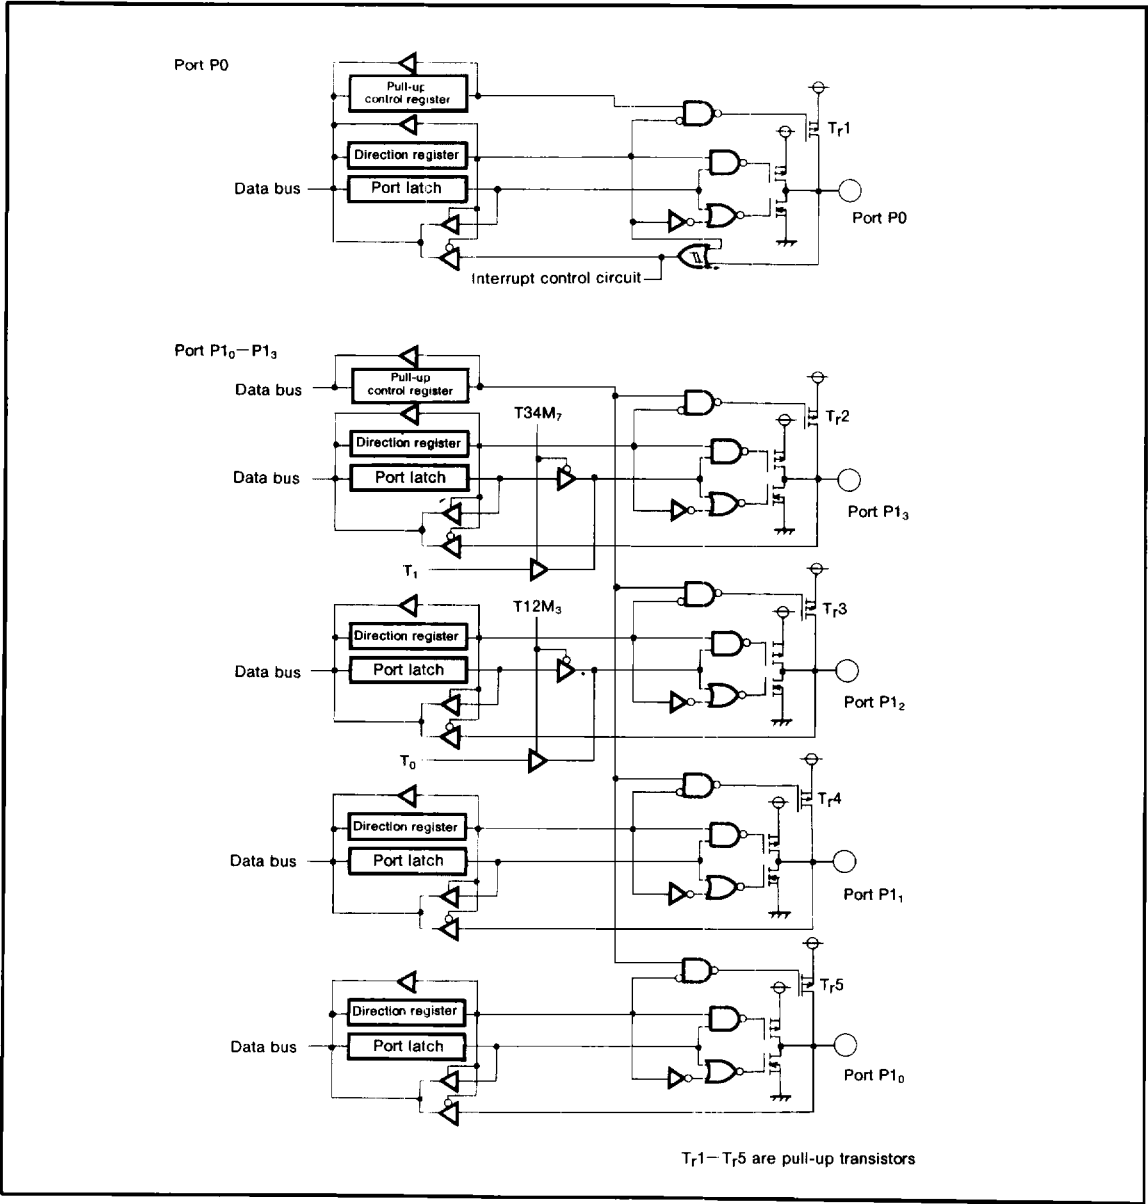 Port P0
Pull-up
control register
Direction register
Data bus
Port latch
Tr1
Port P0
Interrupt control circuit
Port P1₀–P1₃
Data bus
Pull-up
control register
T34M₇
Tr2
Direction register
Data bus
Port latch
Port P1₃
T₁
T12M₃
Tr3
Direction register
Data bus
Port latch
Port P1₂
T₀
Tr4
Direction register
Data bus
Port latch
Port P1₁
Tr5
Direction register
Data bus
Port latch
Port P1₀
Tr1–Tr5 are pull-up transistors